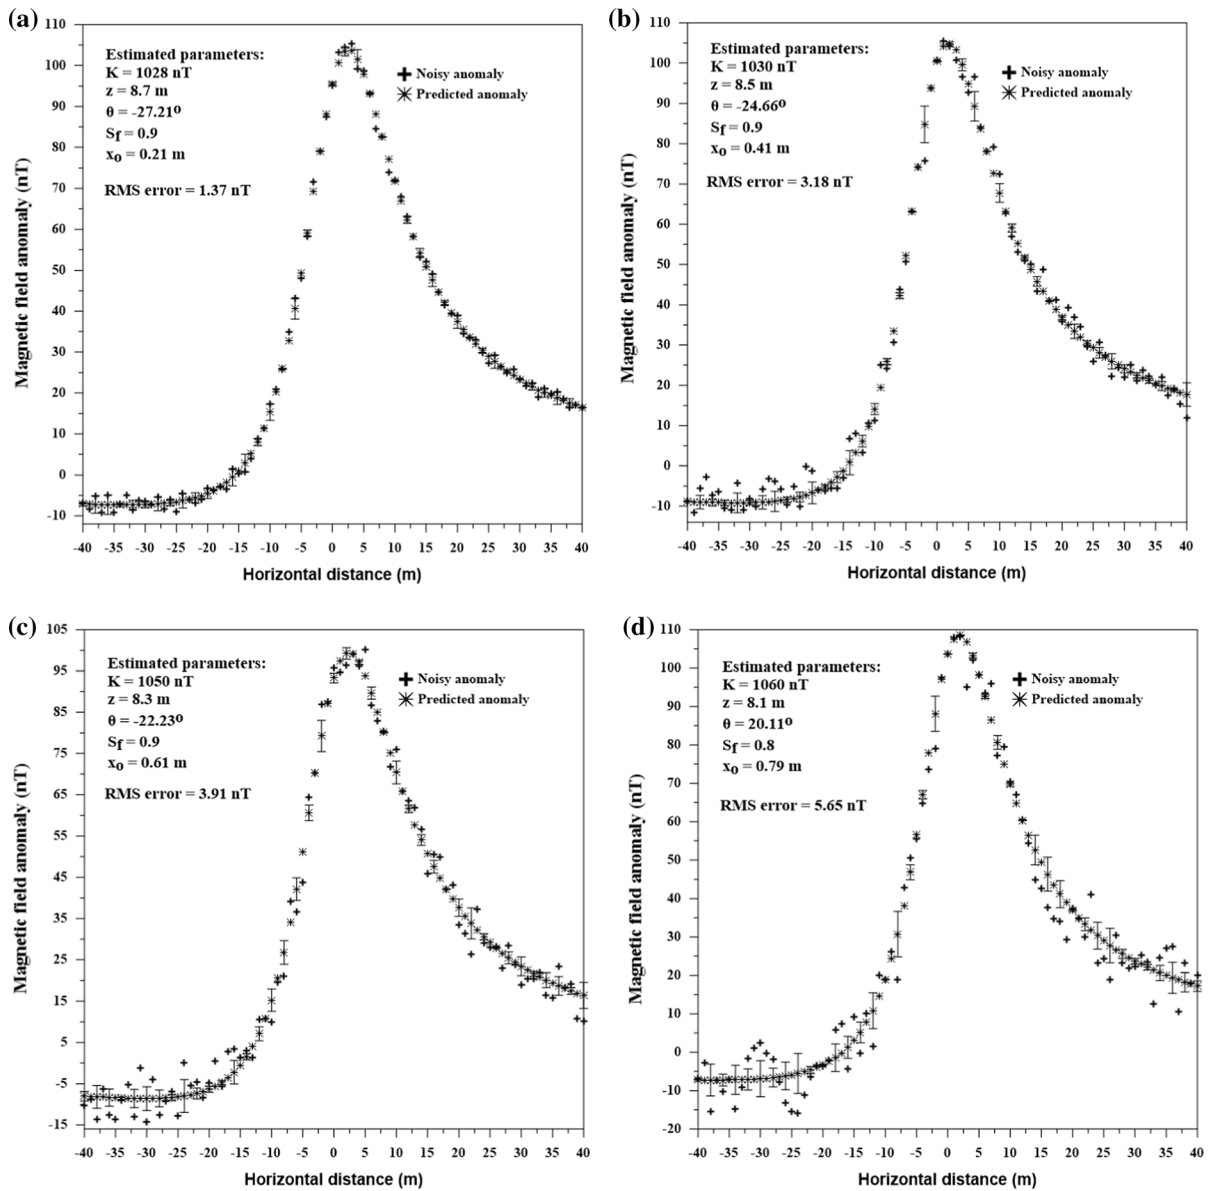 (a)
110
100
90
80
70
60
50
40
30
20
10
0
-10
Magnetic field anomaly (nT)
Estimated parameters:
K = 1028 nT
z = 8.7 m
θ = -27.21º
Sf = 0.9
xo = 0.21 m
RMS error = 1.37 nT
Noisy anomaly
Predicted anomaly
-40 -35 -30 -25 -20 -15 -10 -5 0 5 10 15 20 25 30 35 40
Horizontal distance (m)
(b)
110
100
90
80
70
60
50
40
30
20
10
0
-10
Magnetic field anomaly (nT)
Estimated parameters:
K = 1030 nT
z = 8.5 m
θ = -24.66º
Sf = 0.9
xo = 0.41 m
RMS error = 3.18 nT
Noisy anomaly
Predicted anomaly
-40 -35 -30 -25 -20 -15 -10 -5 0 5 10 15 20 25 30 35 40
Horizontal distance (m)
(c)
105
95
85
75
65
55
45
35
25
15
5
-5
-15
Magnetic field anomaly (nT)
Estimated parameters:
K = 1050 nT
z = 8.3 m
θ = -22.23º
Sf = 0.9
xo = 0.61 m
RMS error = 3.91 nT
Noisy anomaly
Predicted anomaly
-40 -35 -30 -25 -20 -15 -10 -5 0 5 10 15 20 25 30 35 40
Horizontal distance (m)
(d)
110
100
90
80
70
60
50
40
30
20
10
0
-10
-20
Magnetic field anomaly (nT)
Estimated parameters:
K = 1060 nT
z = 8.1 m
θ = 20.11º
Sf = 0.8
xo = 0.79 m
RMS error = 5.65 nT
Noisy anomaly
Predicted anomaly
-40 -35 -30 -25 -20 -15 -10 -5 0 5 10 15 20 25 30 35 40
Horizontal distance (m)